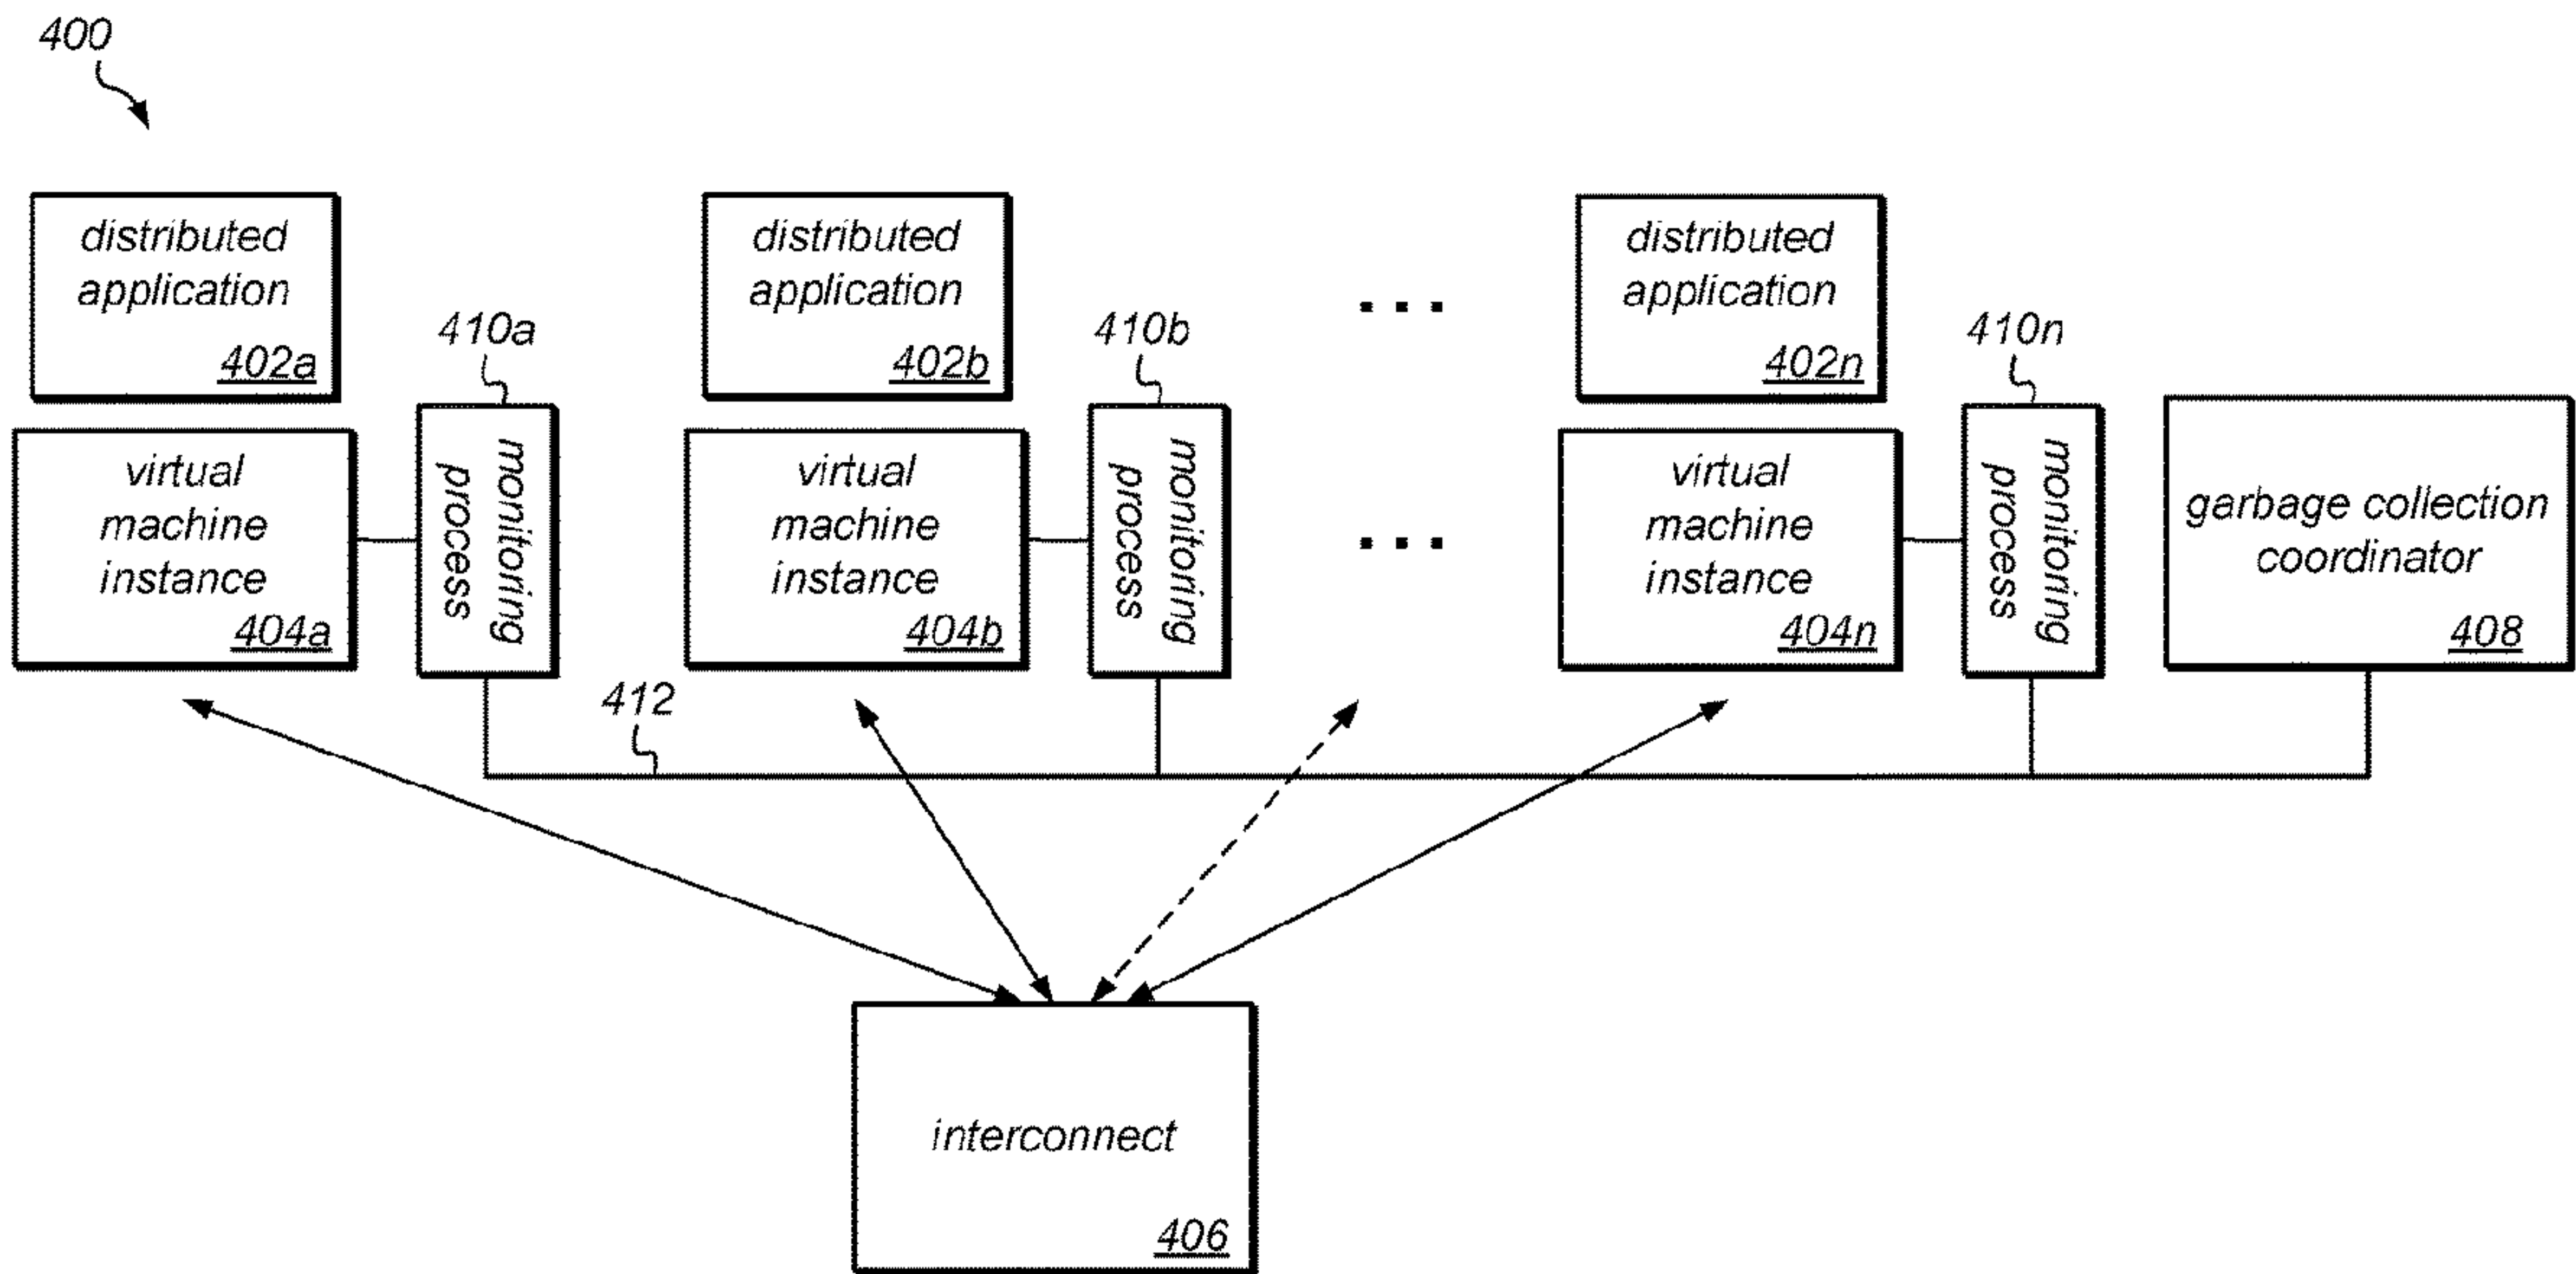 400
distributed
application
402a
distributed
application
402b
...
distributed
application
402n
410a
410b
410n
virtual
machine
instance
404a
monitoring
process
virtual
machine
instance
404b
monitoring
process
...
virtual
machine
instance
404n
monitoring
process
garbage collection
coordinator
408
412
interconnect
406